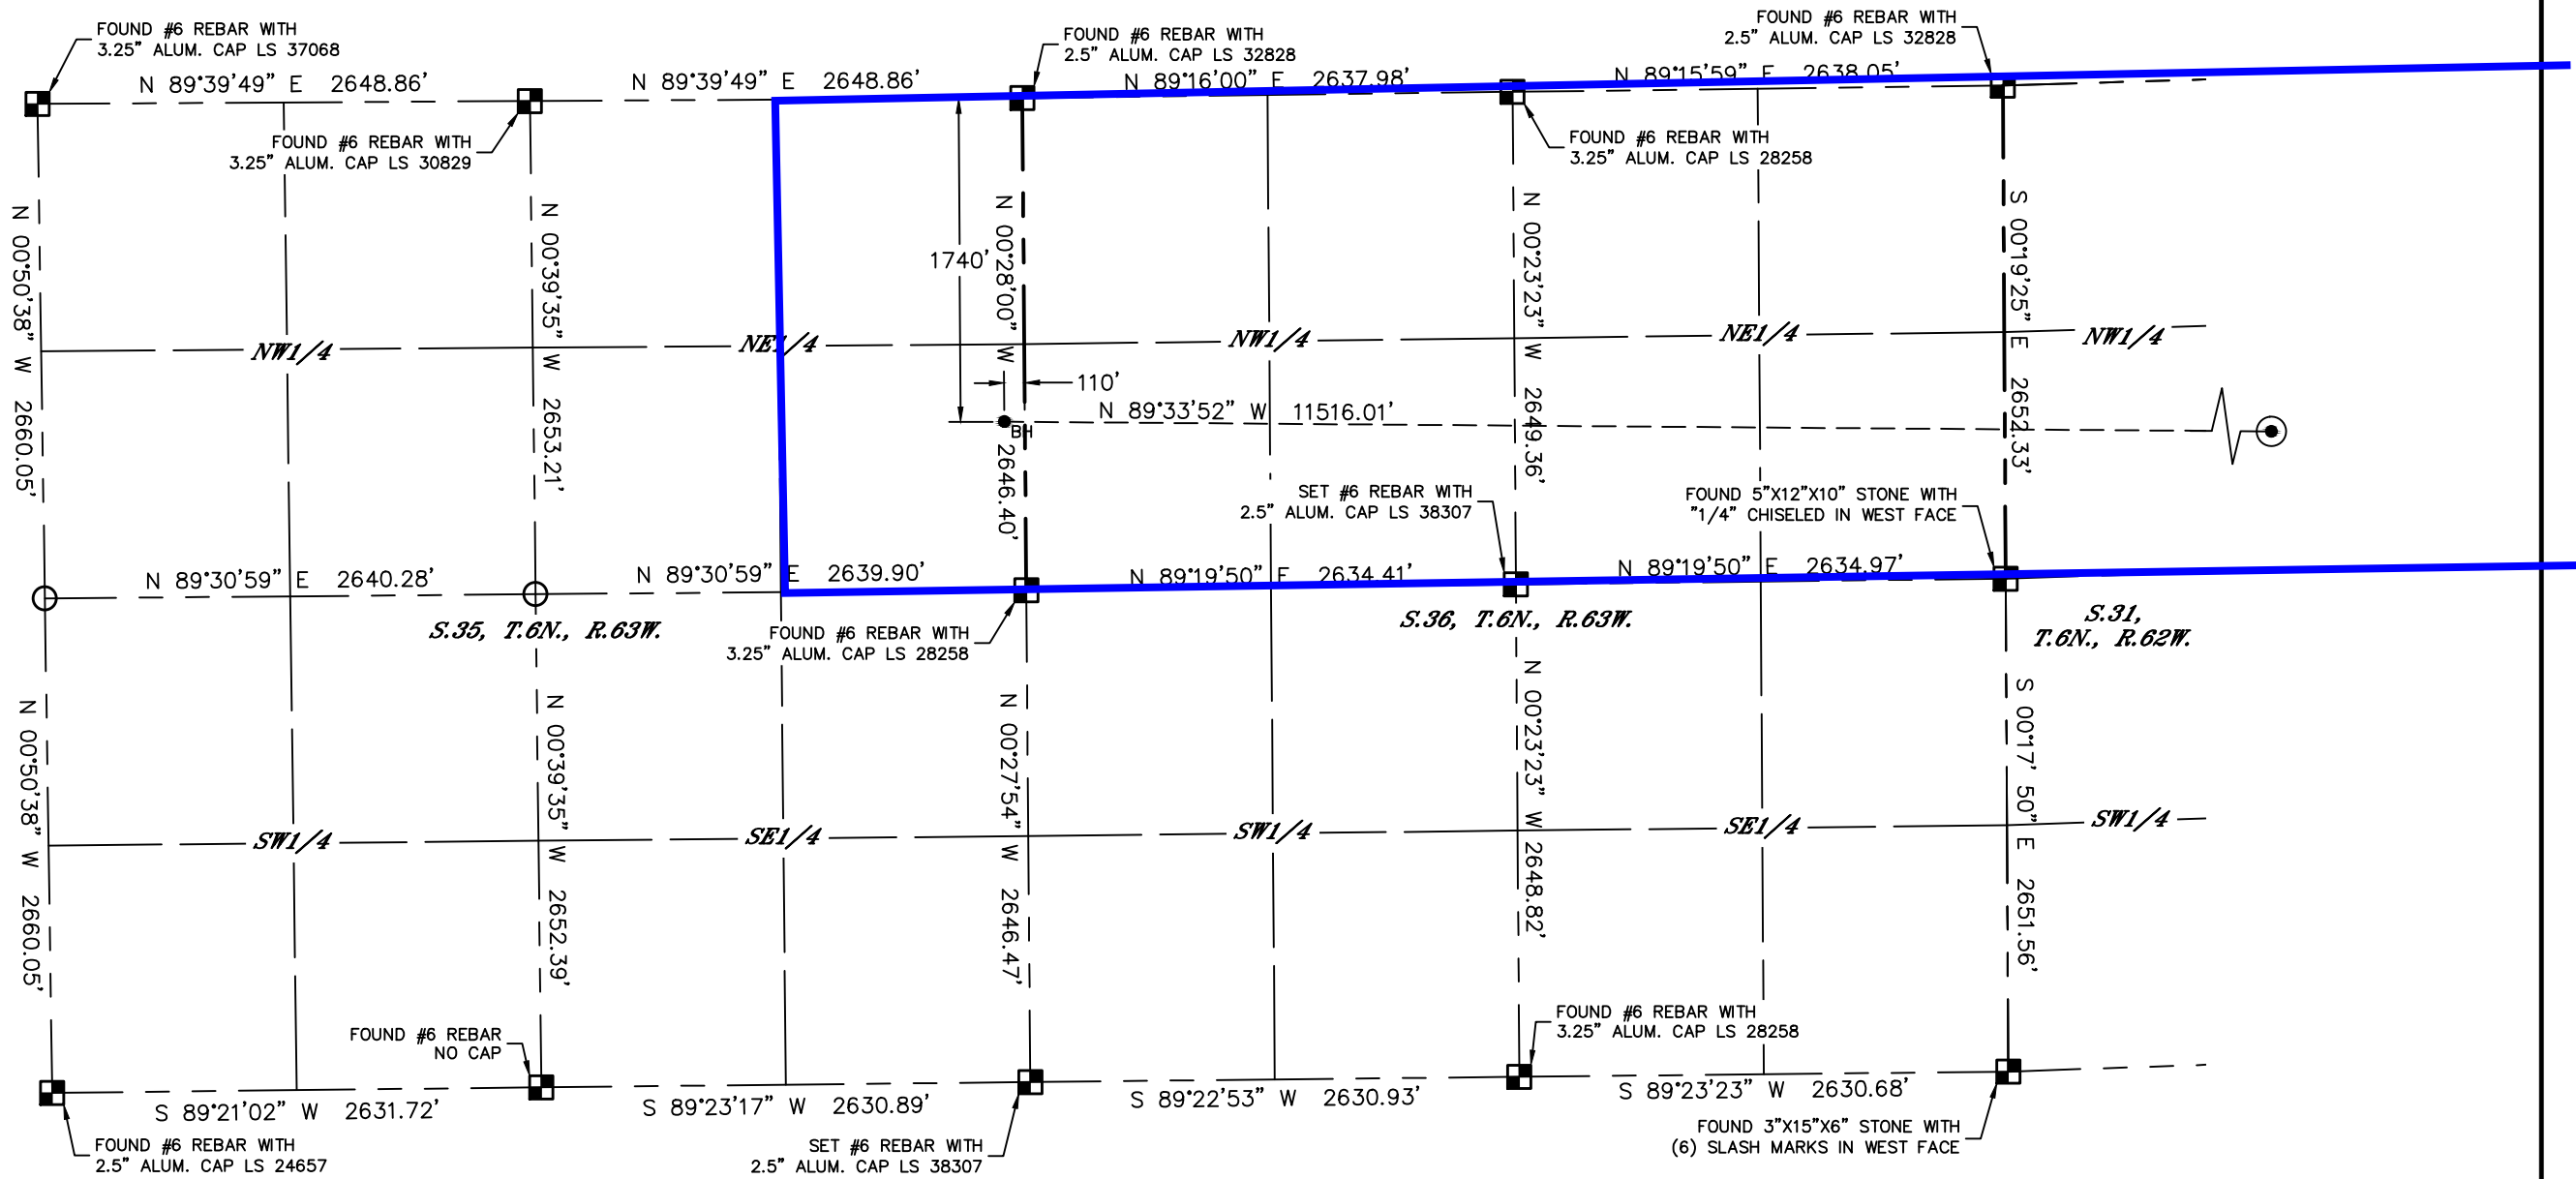 FOUND #6 REBAR WITH
3.25" ALUM. CAP LS 37068
FOUND #6 REBAR WITH
2.5" ALUM. CAP LS 32828
FOUND #6 REBAR WITH
2.5" ALUM. CAP LS 32828
N 89°39'49" E 2648.86'
N 89°39'49" E 2648.86'
N 89°16'00" E 2637.98'
N 89°15'59" E 2638.05'
FOUND #6 REBAR WITH
3.25" ALUM. CAP LS 30829
FOUND #6 REBAR WITH
3.25" ALUM. CAP LS 28258
N 00°50'38" W 2660.05'
N 00°39'35" W 2653.21'
1740'
N 00°28'00" W 2646.40'
N 00°23'23" W 2649.36'
S 00°19'25" E 2652.33'
NW1/4
NE1/4
NW1/4
NE1/4
NW1/4
110'
N 89°33'52" W 11516.01'
BH
SET #6 REBAR WITH
2.5" ALUM. CAP LS 38307
FOUND 5"X12"X10" STONE WITH
"1/4" CHISELED IN WEST FACE
N 89°30'59" E 2640.28'
N 89°30'59" E 2639.90'
N 89°19'50" E 2634.41'
N 89°19'50" E 2634.97'
S.35, T.6N., R.63W.
S.36, T.6N., R.63W.
S.31,
T.6N., R.62W.
FOUND #6 REBAR WITH
3.25" ALUM. CAP LS 28258
N 00°50'38" W 2660.05'
N 00°39'35" W 2652.39'
N 00°27'54" W 2646.47'
N 00°23'23" W 2648.82'
S 00°17' 50" E 2651.56'
SW1/4
SE1/4
SW1/4
SE1/4
SW1/4
FOUND #6 REBAR
NO CAP
FOUND #6 REBAR WITH
3.25" ALUM. CAP LS 28258
S 89°21'02" W 2631.72'
S 89°23'17" W 2630.89'
S 89°22'53" W 2630.93'
S 89°23'23" W 2630.68'
FOUND #6 REBAR WITH
2.5" ALUM. CAP LS 24657
SET #6 REBAR WITH
2.5" ALUM. CAP LS 38307
FOUND 3"X15"X6" STONE WITH
(6) SLASH MARKS IN WEST FACE